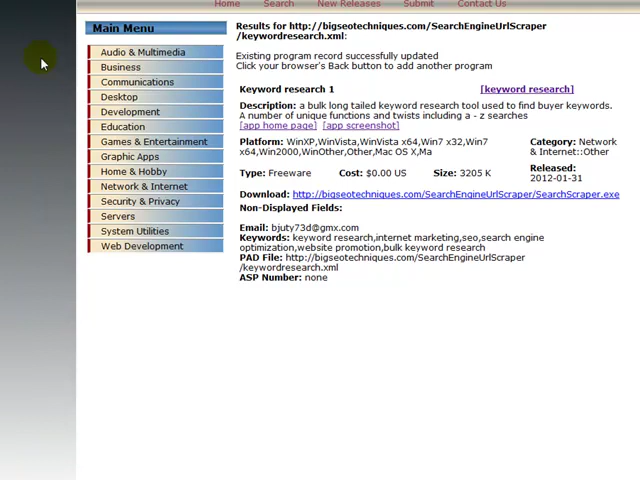 Home Search New Releases Submit Contact Us
Main Menu
Audio & Multimedia
Business
Communications
Desktop
Development
Education
Games & Entertainment
Graphic Apps
Home & Hobby
Network & Internet
Security & Privacy
Servers
System Utilities
Web Development
Results for http://bigseotechniques.com/SearchEngineUrlScraper
/keywordresearch.xml:
Existing program record successfully updated
Click your browser's Back button to add another program
Keyword research 1 [keyword research]
Description: a bulk long tailed keyword research tool used to find buyer keywords.
A number of unique functions and twists including a - z searches
[app home page] [app screenshot]
Platform: WinXP,WinVista,WinVista x64,Win7 x32,Win7
x64,Win2000,WinOther,Other,Mac OS X,Ma
Category: Network
& Internet::Other
Type: Freeware Cost: $0.00 US Size: 3205 K
Released:
2012-01-31
Download: http://bigseotechniques.com/SearchEngineUrlScraper/SearchScraper.exe
Non-Displayed Fields:
Email: bjuty73d@gmx.com
Keywords: keyword research,internet marketing,seo,search engine
optimization,website promotion,bulk keyword research
PAD File: http://bigseotechniques.com/SearchEngineUrlScraper
/keywordresearch.xml
ASP Number: none